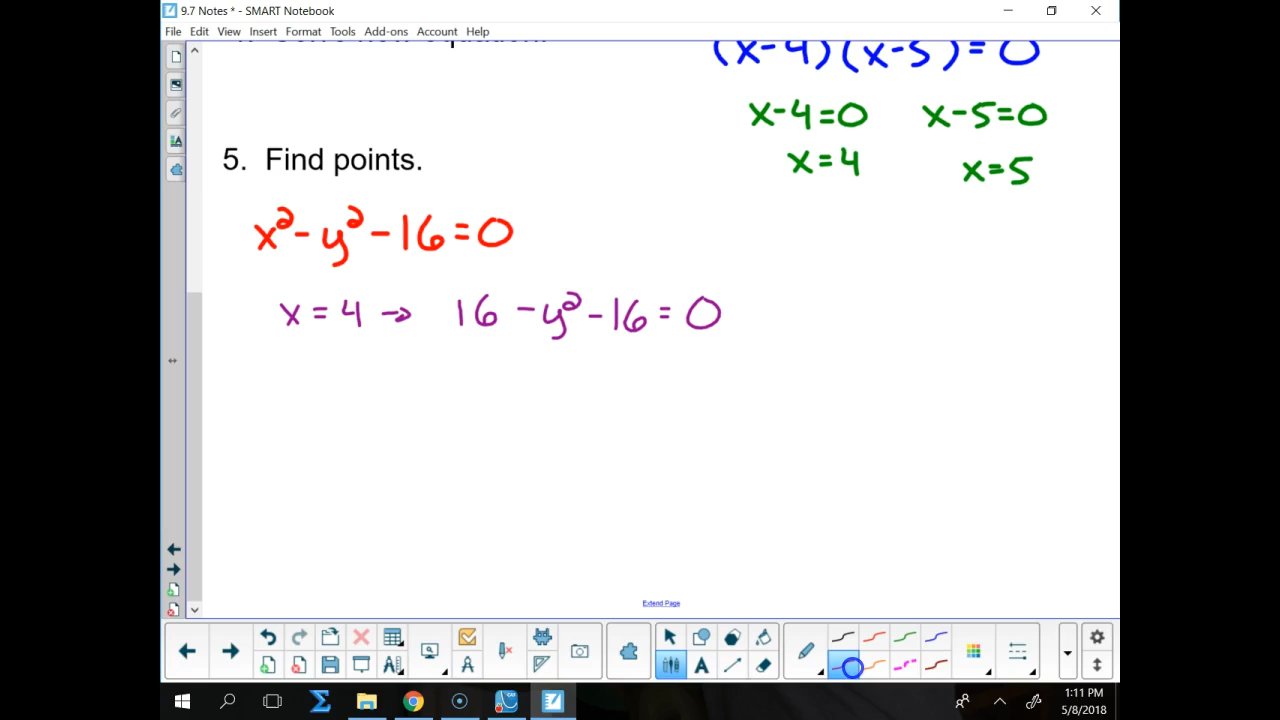 9.7 Notes * - SMART Notebook
File Edit View Insert Format Tools Add-ons Account Help
(x-4)(x-5)=0
x-4=0 x-5=0
x=4 x=5
5. Find points.
x²-y²-16=0
x=4 → 16-y²-16=0
Extend Page
1:11 PM
5/8/2018